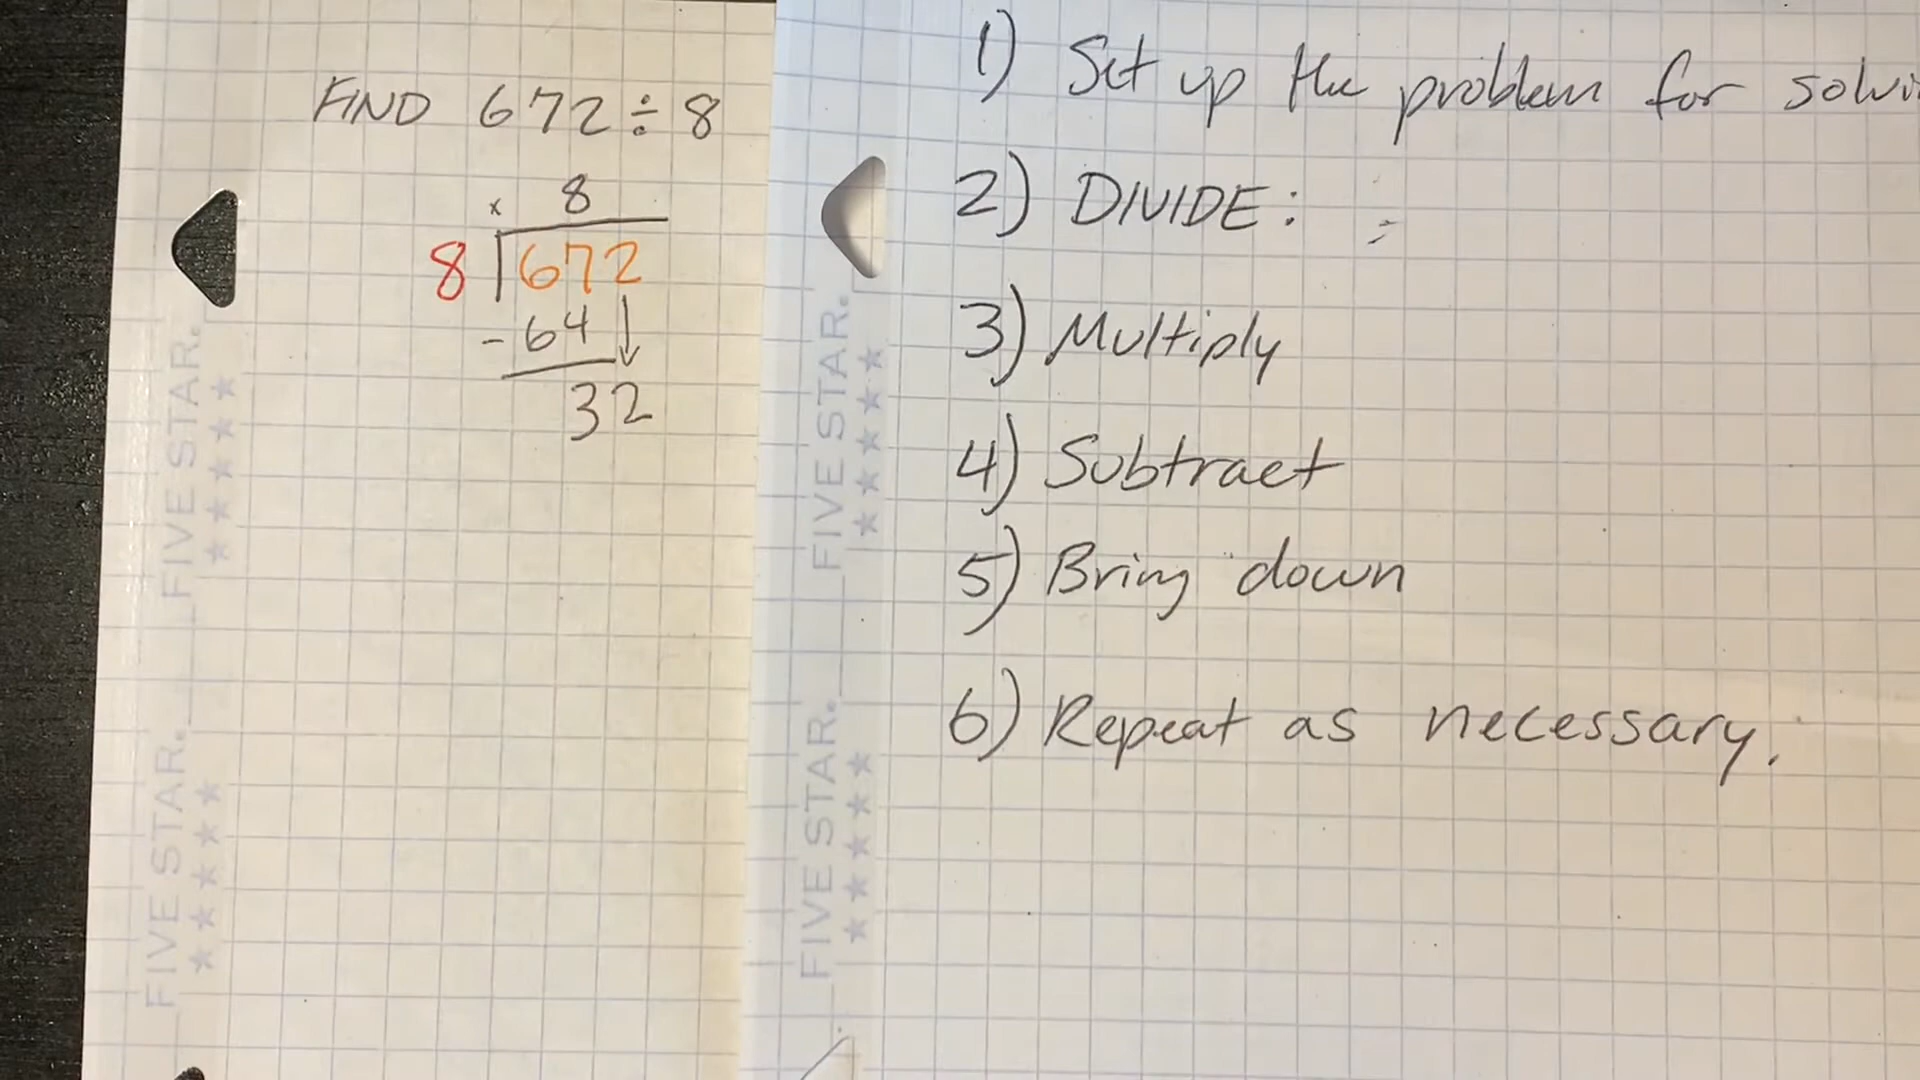 FIND 672 ÷ 8
x 8
8 672
- 64
32
FIVE STAR.
FIVE STAR.
1) Set up the problem for
2) DIVIDE: ÷
3) Multiply
4) Subtract
5) Bring down
6) Repeat as necessary.
FIVE STAR.
FIVE STAR.